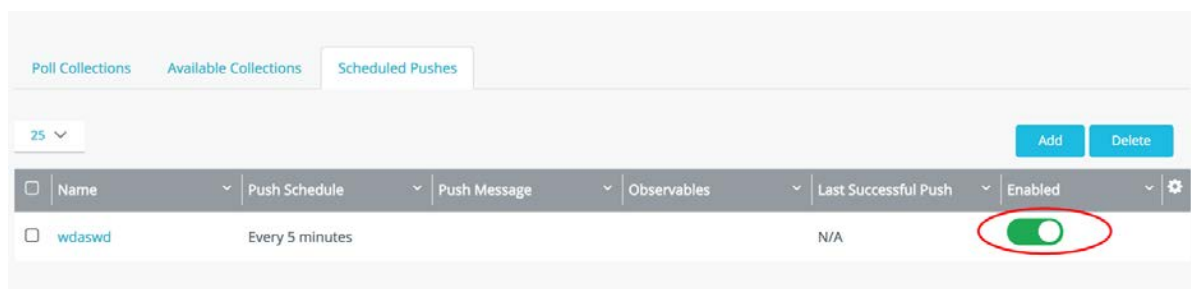 Poll Collections Available Collections Scheduled Pushes
25
Add Delete
Name Push Schedule Push Message Observables Last Successful Push Enabled
wdaswd Every 5 minutes N/A